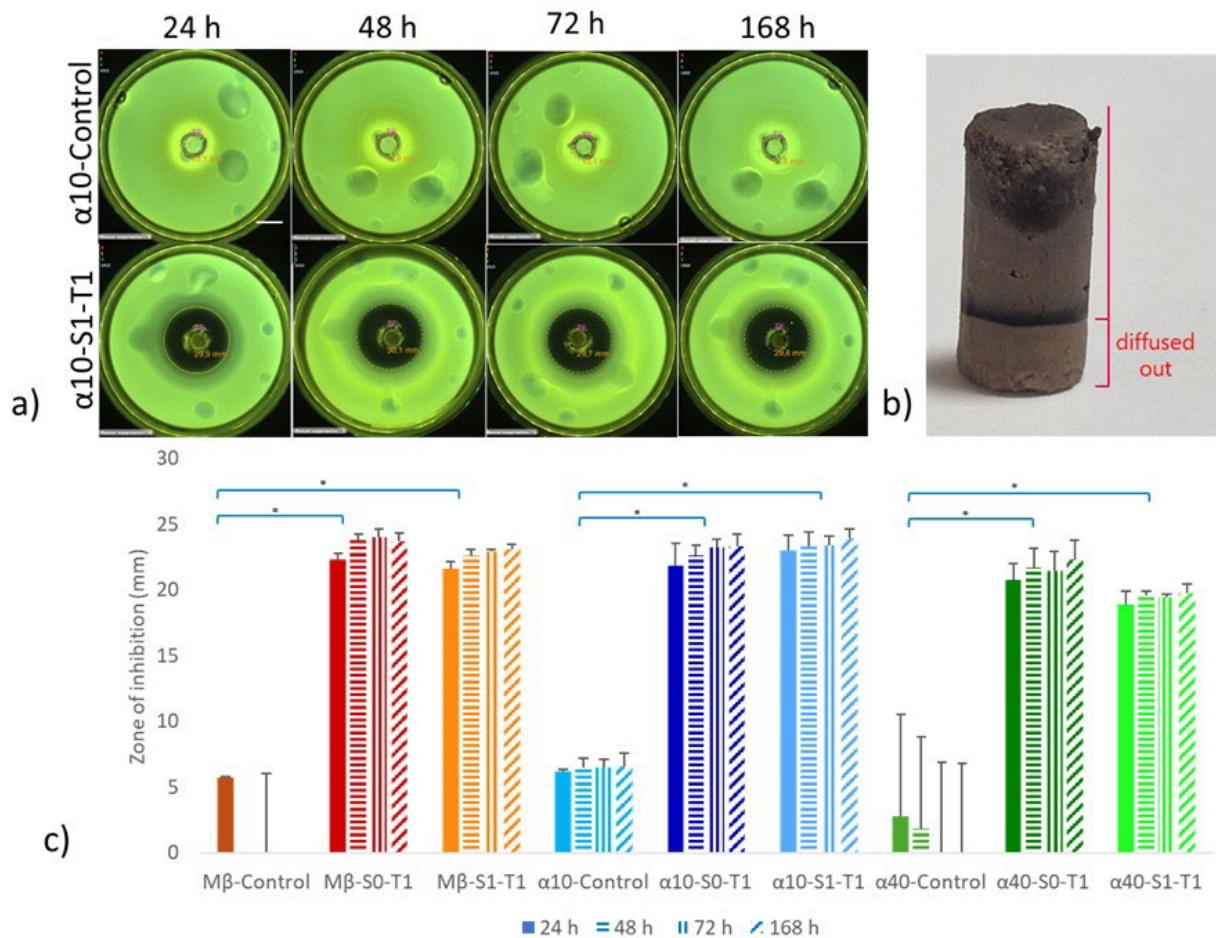 24 h 48 h 72 h 168 h
α10-Control
α10-S1-T1
29,9 mm 30,1 mm 29,7 mm 29,6 mm
a)
diffused
out
b)
30
25
20
15
10
5
0
Zone of inhibition (mm)
* * * * * *
c)
Mβ-Control Mβ-S0-T1 Mβ-S1-T1 α10-Control α10-S0-T1 α10-S1-T1 α40-Control α40-S0-T1 α40-S1-T1
24 h 48 h 72 h 168 h